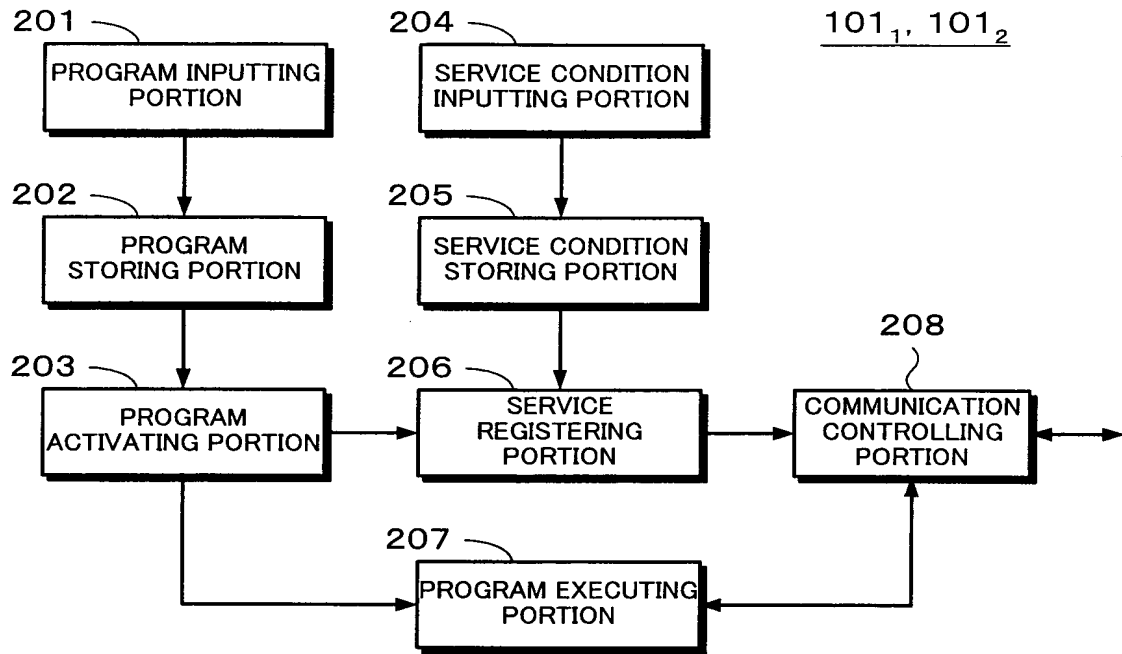 201
204
101₁, 101₂
PROGRAM INPUTTING
PORTION
SERVICE CONDITION
INPUTTING PORTION
202
205
PROGRAM
STORING PORTION
SERVICE CONDITION
STORING PORTION
203
206
208
PROGRAM
ACTIVATING PORTION
SERVICE
REGISTERING
PORTION
COMMUNICATION
CONTROLLING
PORTION
207
PROGRAM EXECUTING
PORTION